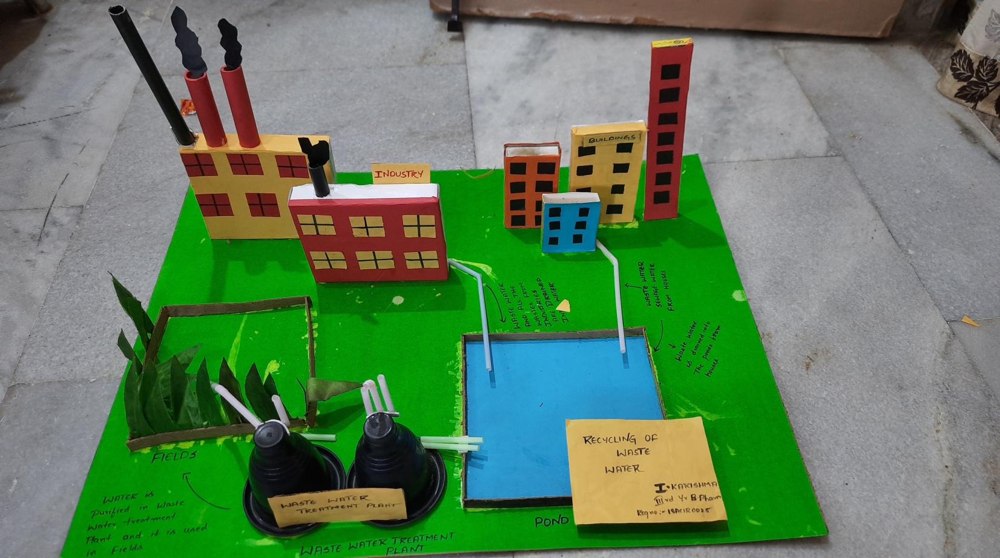 INDUSTRY
BUILDINGS
WASTE WATER
AND ALL THE
WASTES FROM
INDUSTRIES
ARE DRAINED
IN WATER
WASTE WATER
SEWAGE WATER
FROM HOUSES
Waste water
is drained into
The ponds from
houses
FIELDS
WATER is
Purified in Waste
Water treatment
Plant and it is used
in Fields
WASTE WATER
TREATMENT PLANT
WASTE WATER TREATMENT
PLANT
POND
RECYCLING OF
WASTE
WATER
I. KARISHMA
IIIrd Yr B.Pharm
Regno:-